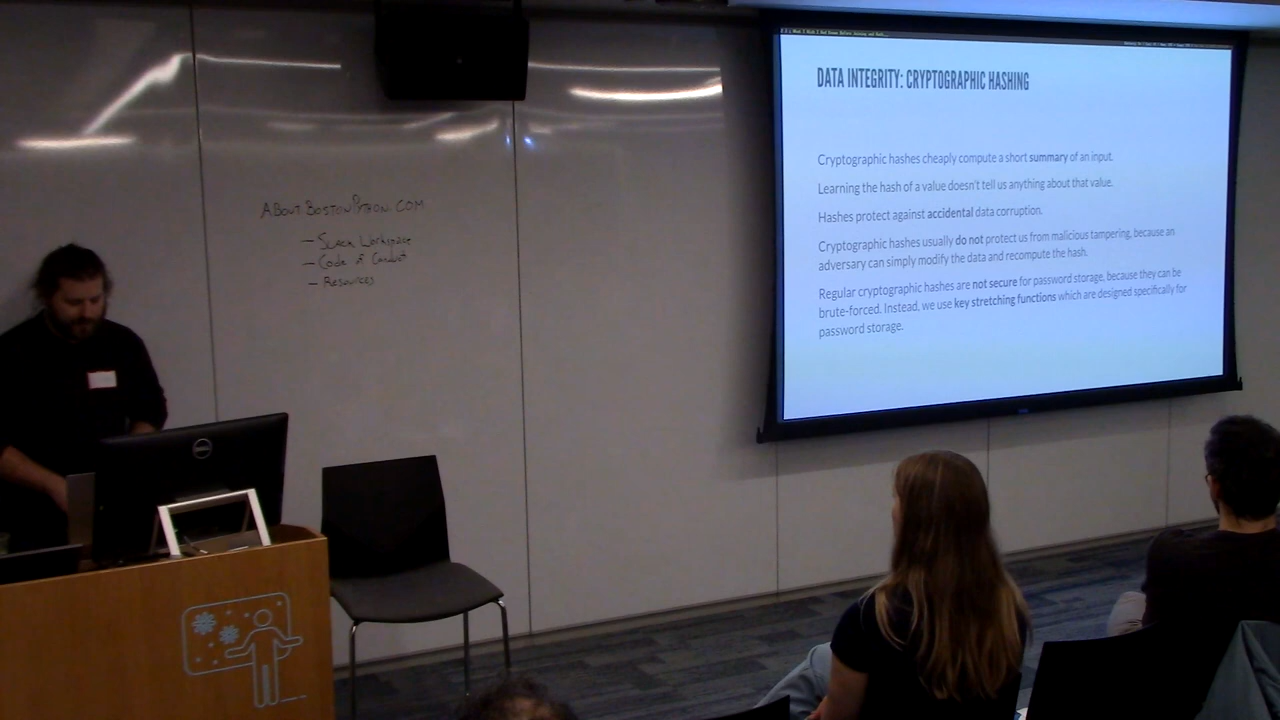 ABOUT BOSTONPYTHON.COM
- SLACK WORKSPACE
- CODE OF CONDUCT
- RESOURCES
DATA INTEGRITY: CRYPTOGRAPHIC HASHING
Cryptographic hashes cheaply compute a short summary of an input.
Learning the hash of a value doesn't tell us anything about that value.
Hashes protect against accidental data corruption.
Cryptographic hashes usually do not protect us from malicious tampering, because an
adversary can simply modify the data and recompute the hash.
Regular cryptographic hashes are not secure for password storage, because they can be
brute-forced. Instead, we use key stretching functions which are designed specifically for
password storage.
DELL